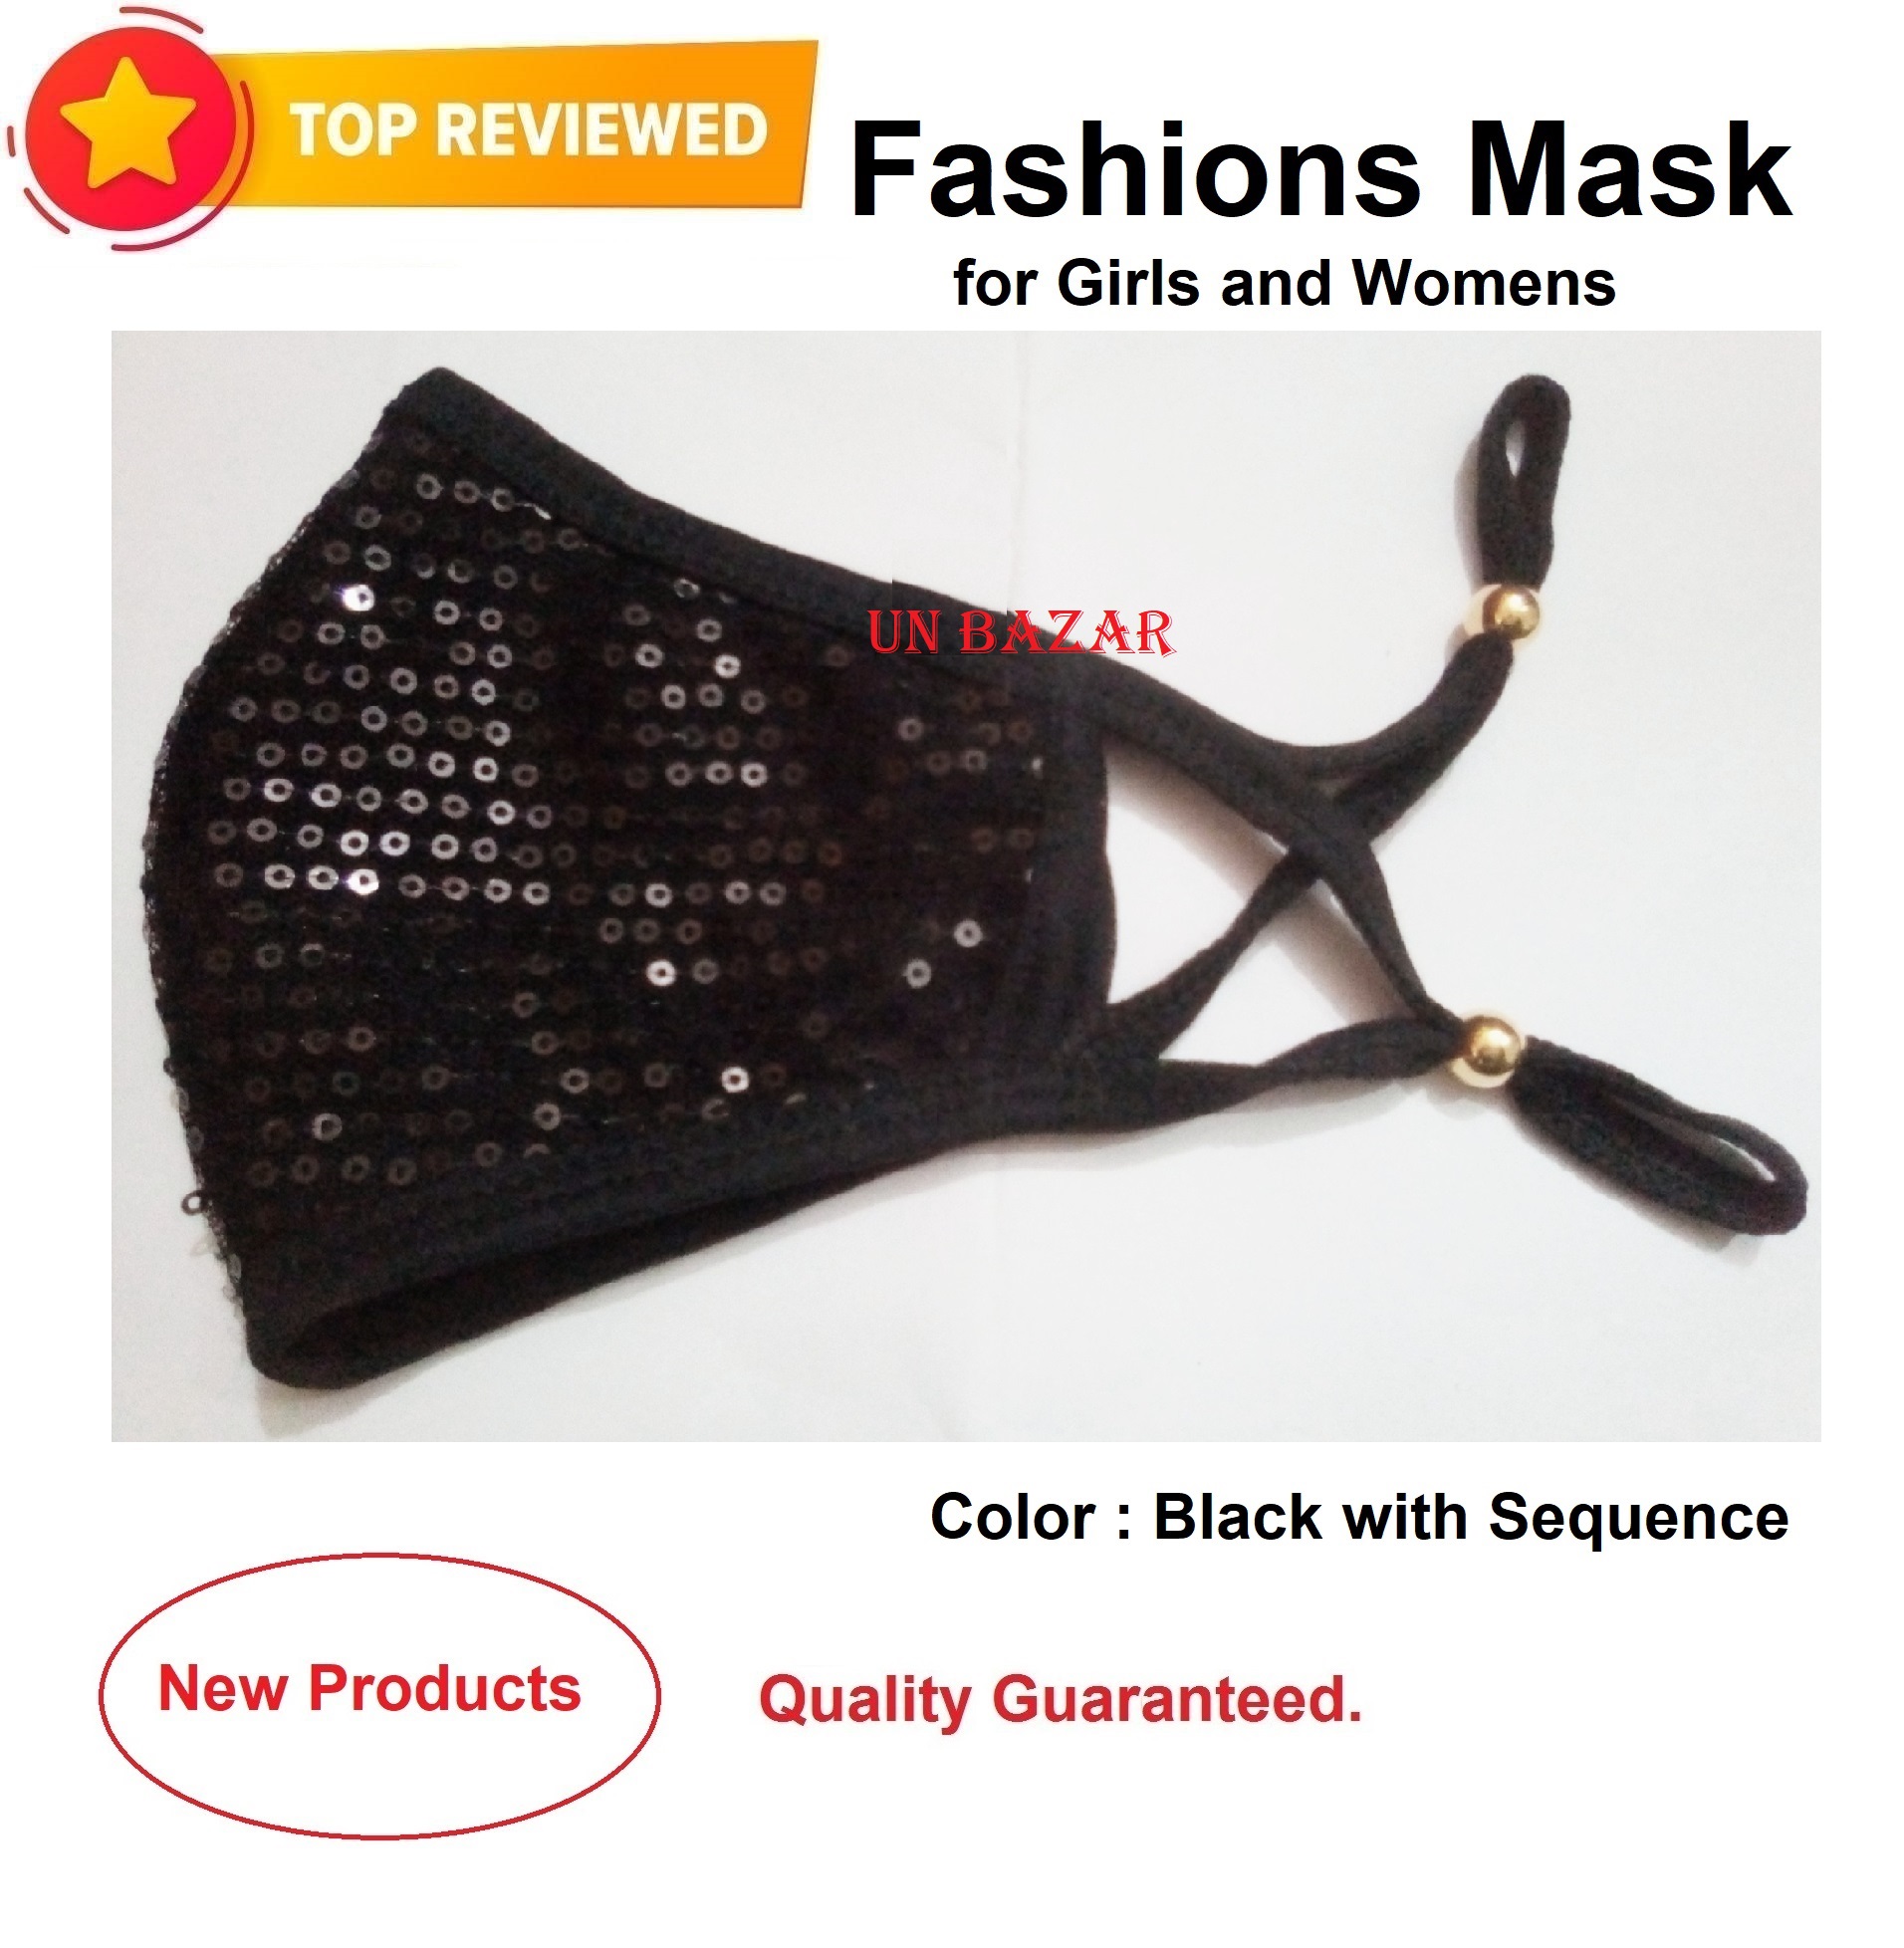 TOP REVIEWED
Fashions Mask
for Girls and Womens
UN BAZAR
Color : Black with Sequence
New Products
Quality Guaranteed.